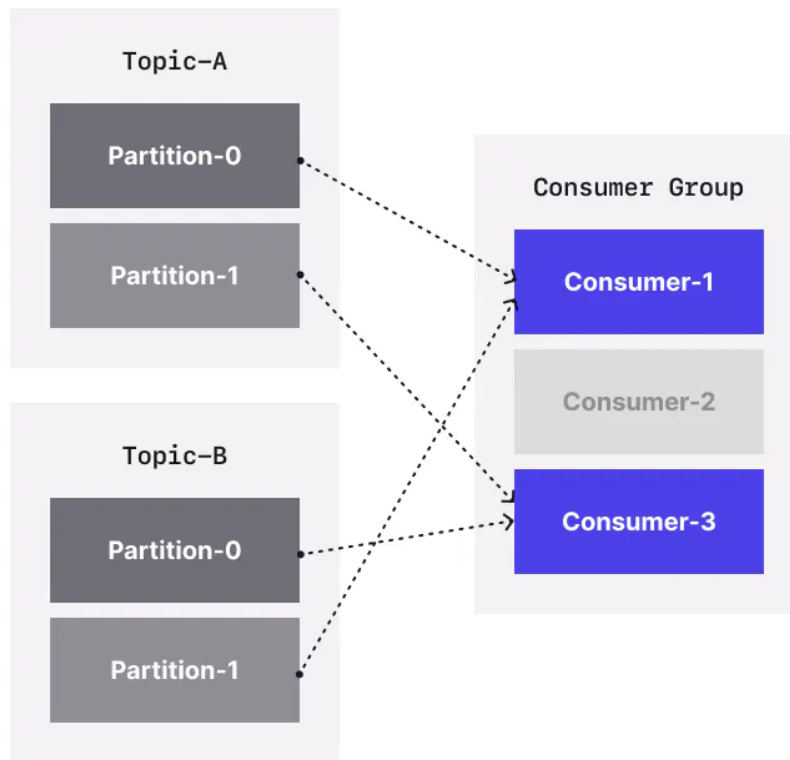 Topic–A
Partition-0
Partition-1
Topic–B
Partition-0
Partition-1
Consumer Group
Consumer-1
Consumer-2
Consumer-3